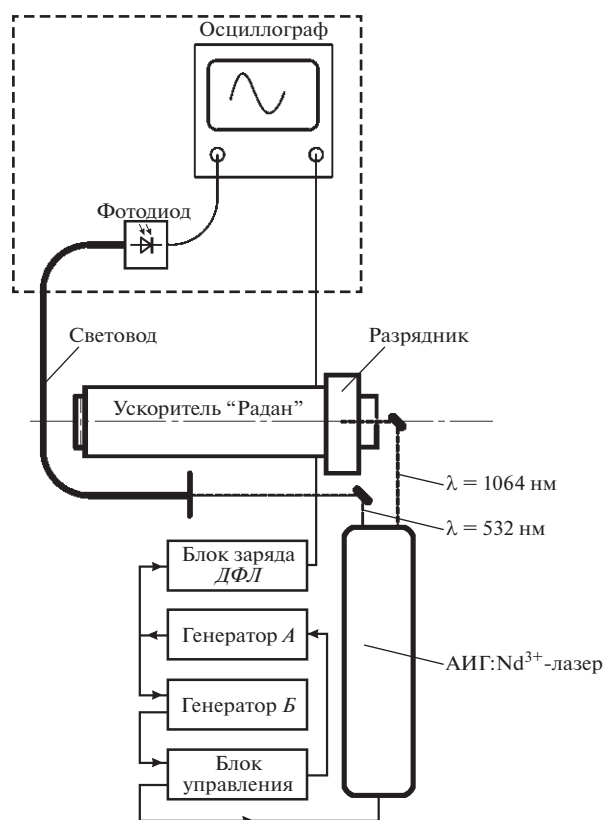 Осциллограф
Фотодиод
Световод
Разрядник
Ускоритель “Радан”
λ = 1064 нм
λ = 532 нм
Блок заряда
ДФЛ
Генератор А
АИГ:Nd³⁺-лазер
Генератор Б
Блок
управления